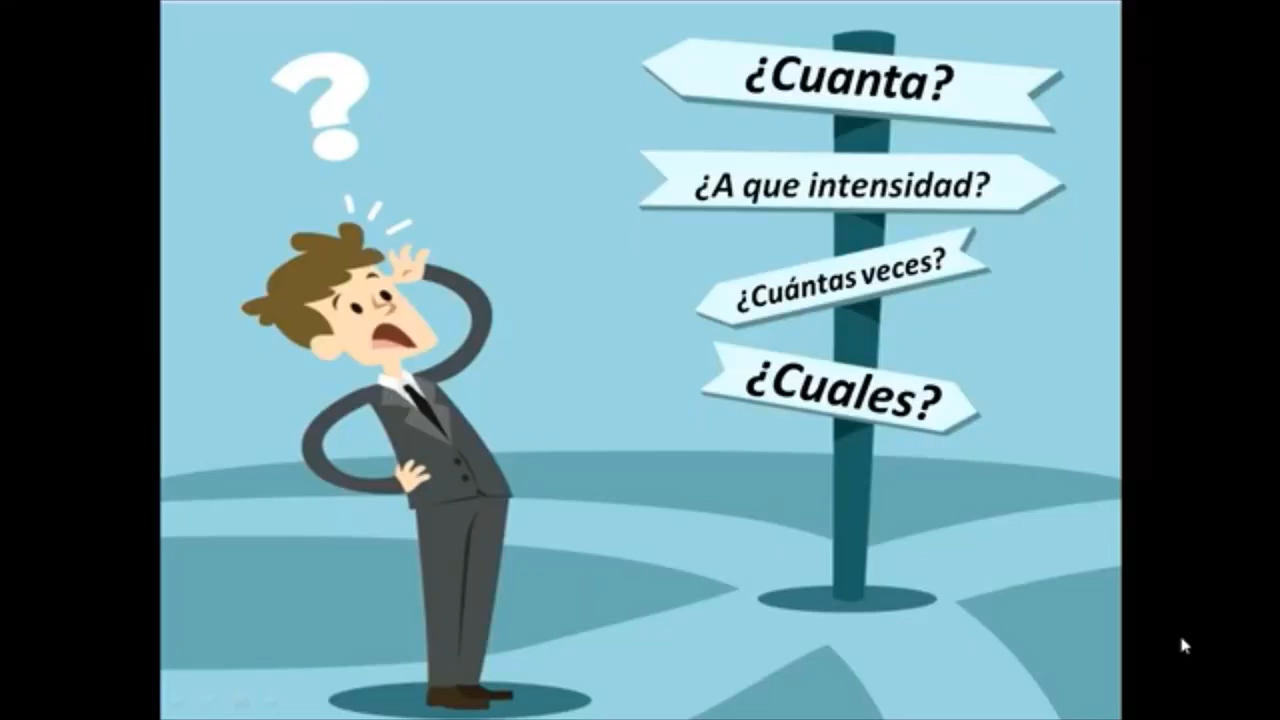 ?
¿Cuanta?
¿A que intensidad?
¿Cuántas veces?
¿Cuales?